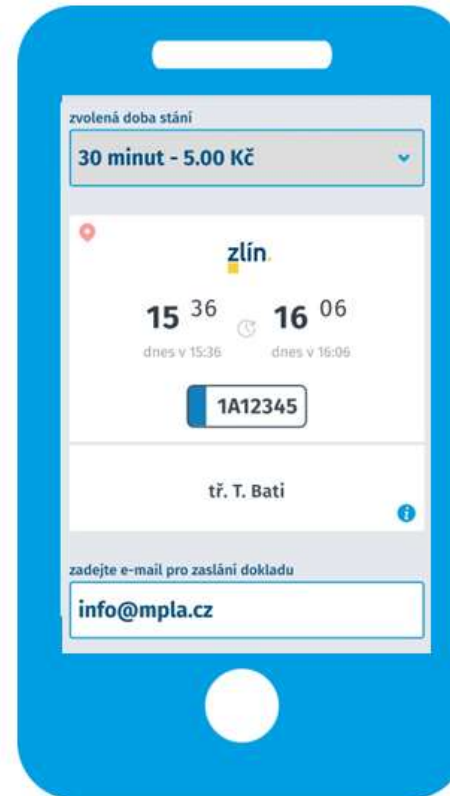 zvolená doba stání
30 minut - 5.00 Kč
zlín.
15 36 16 06
dnes v 15:36 dnes v 16:06
1A12345
tř. T. Bati
i
zadejte e-mail pro zaslání dokladu
info@mpla.cz